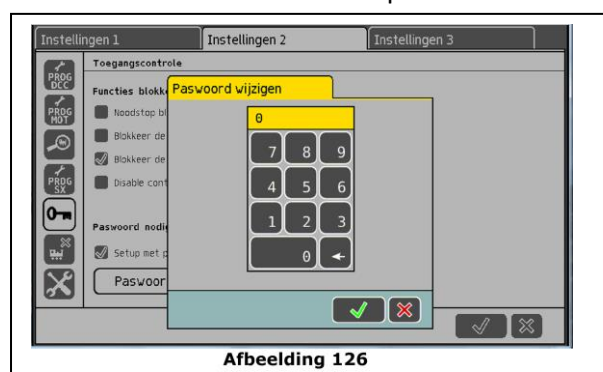 Instellingen 1 Instellingen 2 Instellingen 3
Toegangscontrole
Functies blokke
Paswoord wijzigen
Noodstop bl
Blokkeer de
Blokkeer de
Disable cont
Paswoord nodi
Setup met p
Paswoor
PROG DCC
PROG MOT
PROG SX
0
7 8 9
4 5 6
1 2 3
0
Afbeelding 126